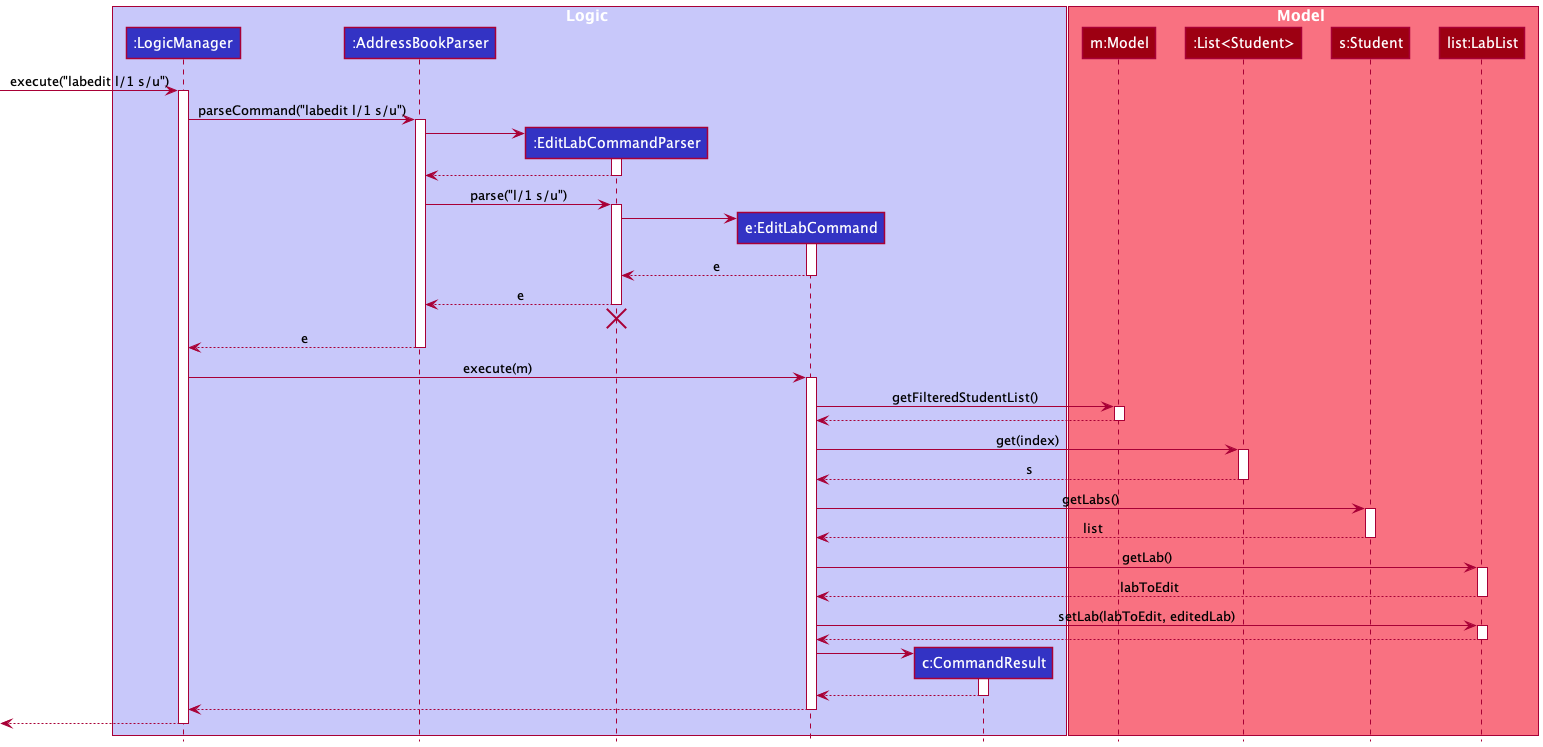 Logic
Model
:LogicManager
:AddressBookParser
m:Model
:List<Student>
s:Student
list:LabList
execute("labedit l/1 s/u")
parseCommand("labedit l/1 s/u")
:EditLabCommandParser
parse("l/1 s/u")
e:EditLabCommand
e
e
e
execute(m)
getFilteredStudentList()
get(index)
s
getLabs()
list
getLab()
labToEdit
setLab(labToEdit, editedLab)
c:CommandResult